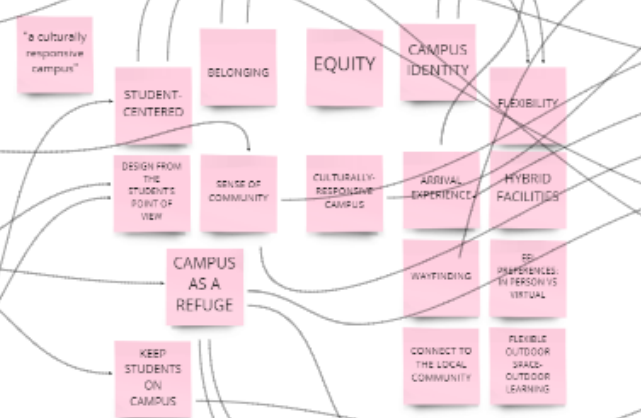 "a culturally
responsive
campus"
STUDENT-
CENTERED
BELONGING
EQUITY
CAMPUS
IDENTITY
FLEXIBILITY
DESIGN FROM
THE
STUDENT'S
POINT OF
VIEW
SENSE OF
COMMUNITY
CULTURALLY-
RESPONSIVE
CAMPUS
ARRIVAL
EXPERIENCE
HYBRID
FACILITIES
CAMPUS
AS A
REFUGE
WAYFINDING
PREFERENCES:
IN PERSON VS
VIRTUAL
KEEP
STUDENTS
ON
CAMPUS
CONNECT TO
THE LOCAL
COMMUNITY
FLEXIBLE
OUTDOOR
SPACE-
OUTDOOR
LEARNING